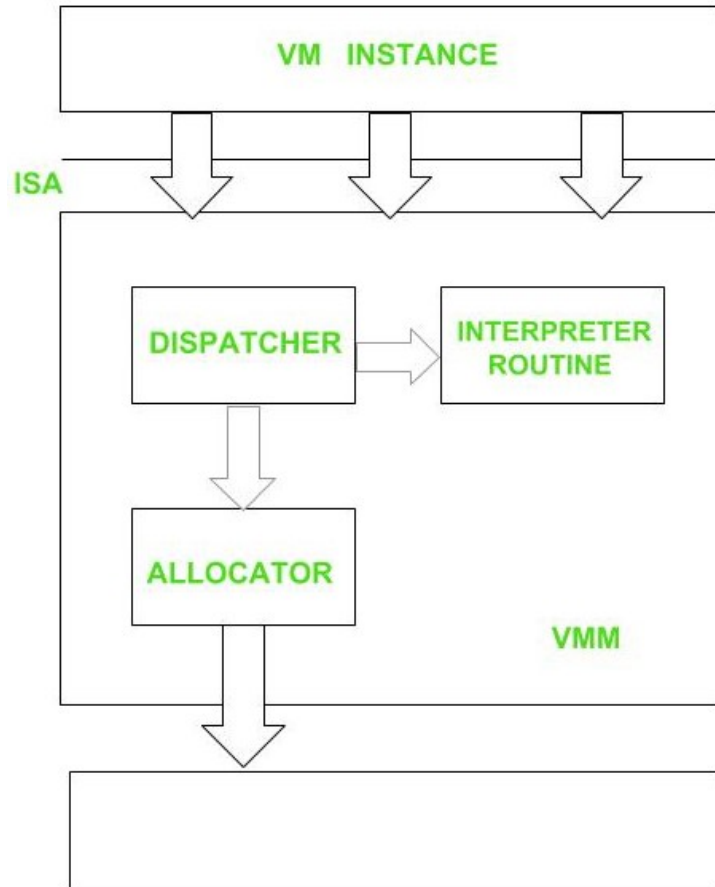 VM INSTANCE
ISA
DISPATCHER
INTERPRETER
ROUTINE
ALLOCATOR
VMM